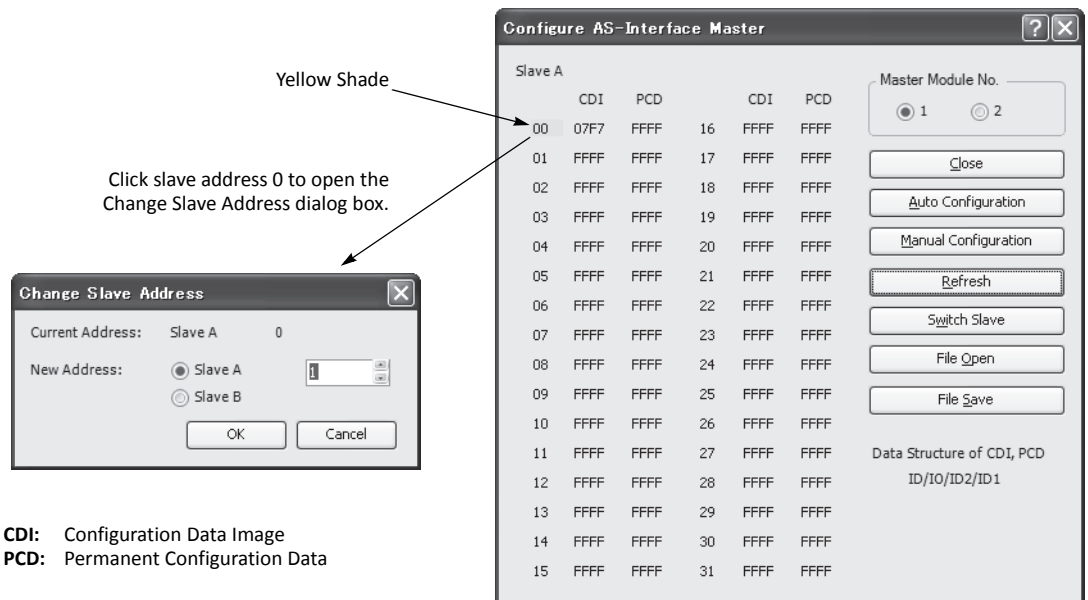 Configure AS-Interface Master
Slave A
CDI PCD CDI PCD
00 07F7 FFFF 16 FFFF FFFF
01 FFFF FFFF 17 FFFF FFFF
02 FFFF FFFF 18 FFFF FFFF
03 FFFF FFFF 19 FFFF FFFF
04 FFFF FFFF 20 FFFF FFFF
05 FFFF FFFF 21 FFFF FFFF
06 FFFF FFFF 22 FFFF FFFF
07 FFFF FFFF 23 FFFF FFFF
08 FFFF FFFF 24 FFFF FFFF
09 FFFF FFFF 25 FFFF FFFF
10 FFFF FFFF 26 FFFF FFFF
11 FFFF FFFF 27 FFFF FFFF
12 FFFF FFFF 28 FFFF FFFF
13 FFFF FFFF 29 FFFF FFFF
14 FFFF FFFF 30 FFFF FFFF
15 FFFF FFFF 31 FFFF FFFF
Master Module No.
1 2
Close
Auto Configuration
Manual Configuration
Refresh
Switch Slave
File Open
File Save
Data Structure of CDI, PCD
ID/IO/ID2/ID1
Yellow Shade
Click slave address 0 to open the
Change Slave Address dialog box.
Change Slave Address
Current Address: Slave A 0
New Address: Slave A 1
Slave B
OK Cancel
CDI: Configuration Data Image
PCD: Permanent Configuration Data